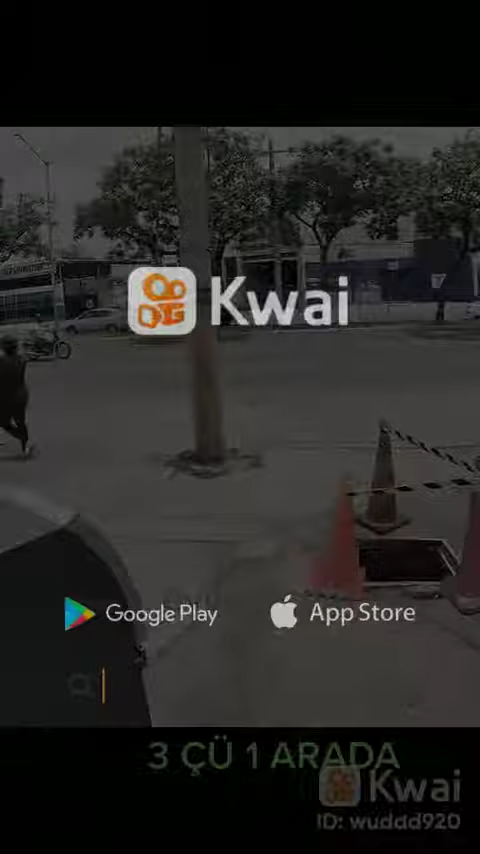 Kwai
Google Play
App Store
3 ÇÜ 1 ARADA
Kwai
ID: wuddd920